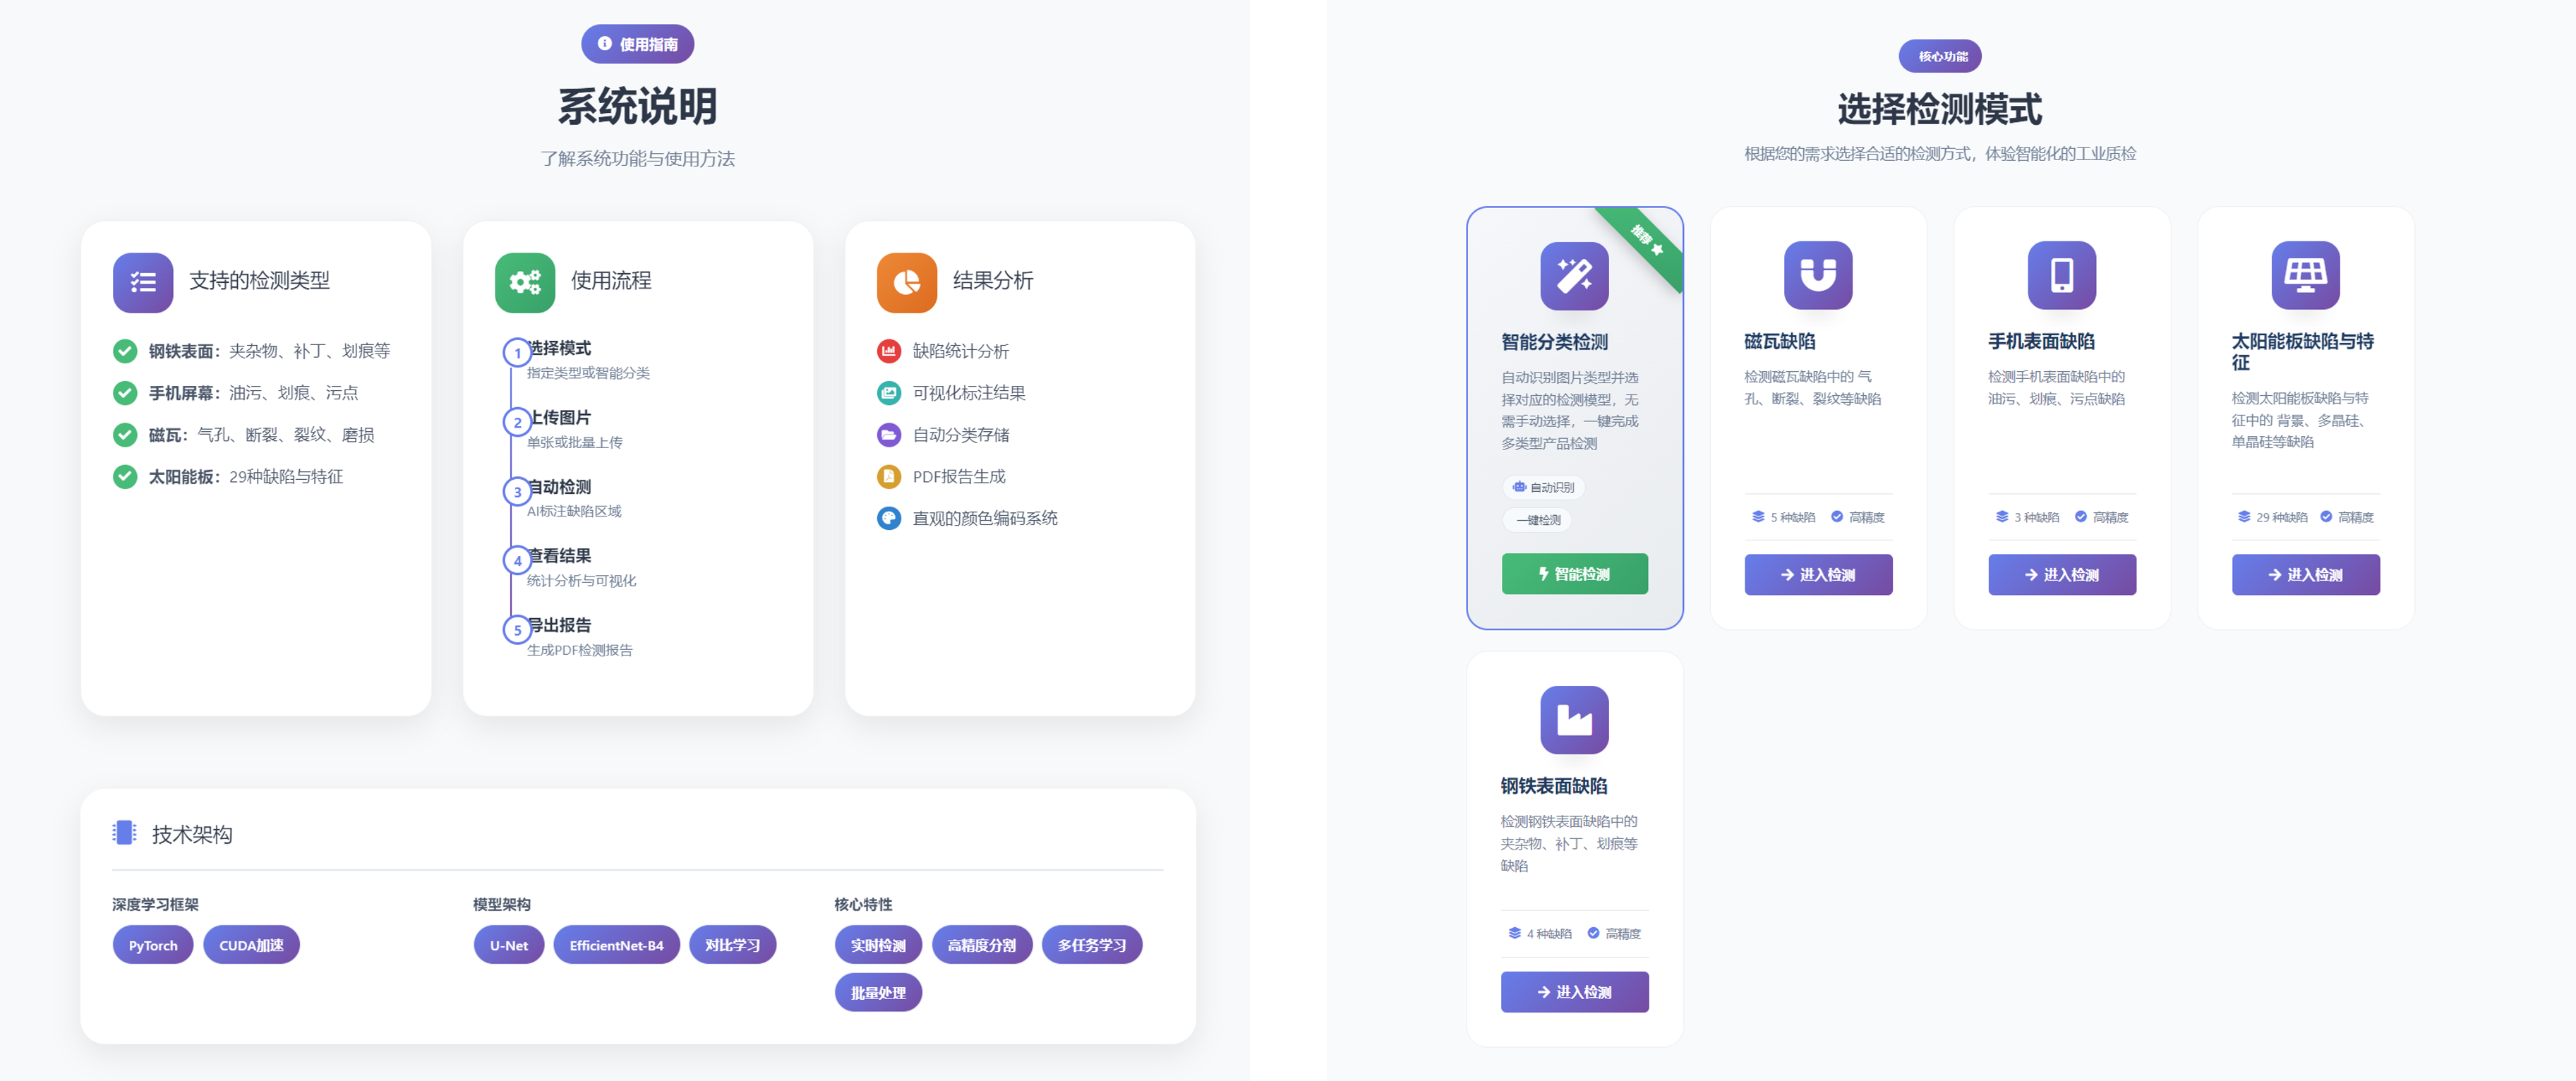 使用指南
系统说明
了解系统功能与使用方法
支持的检测类型
钢铁表面：夹杂物、补丁、划痕等
手机屏幕：油污、划痕、污点
磁瓦：气孔、断裂、裂纹、磨损
太阳能板：29种缺陷与特征
使用流程
1 选择模式
指定类型或智能分类
2 上传图片
单张或批量上传
3 自动检测
AI标注缺陷区域
4 查看结果
统计分析与可视化
5 导出报告
生成PDF检测报告
结果分析
缺陷统计分析
可视化标注结果
自动分类存储
PDF报告生成
直观的颜色编码系统
技术架构
深度学习框架
PyTorch CUDA加速
模型架构
U-Net EfficientNet-B4 对比学习
核心特性
实时检测 高精度分割 多任务学习
批量处理
核心功能
选择检测模式
根据您的需求选择合适的检测方式，体验智能化的工业质检
推荐
智能分类检测
自动识别图片类型并选
择对应的检测模型，无
需手动选择，一键完成
多类型产品检测
自动识别
一键检测
智能检测
磁瓦缺陷
检测磁瓦缺陷中的 气
孔、断裂、裂纹等缺陷
5 种缺陷 高精度
进入检测
手机表面缺陷
检测手机表面缺陷中的
油污、划痕、污点缺陷
3 种缺陷 高精度
进入检测
太阳能板缺陷与特
征
检测太阳能板缺陷与特
征中的 背景、多晶硅、
单晶硅等缺陷
29 种缺陷 高精度
进入检测
钢铁表面缺陷
检测钢铁表面缺陷中的
夹杂物、补丁、划痕等
缺陷
4 种缺陷 高精度
进入检测